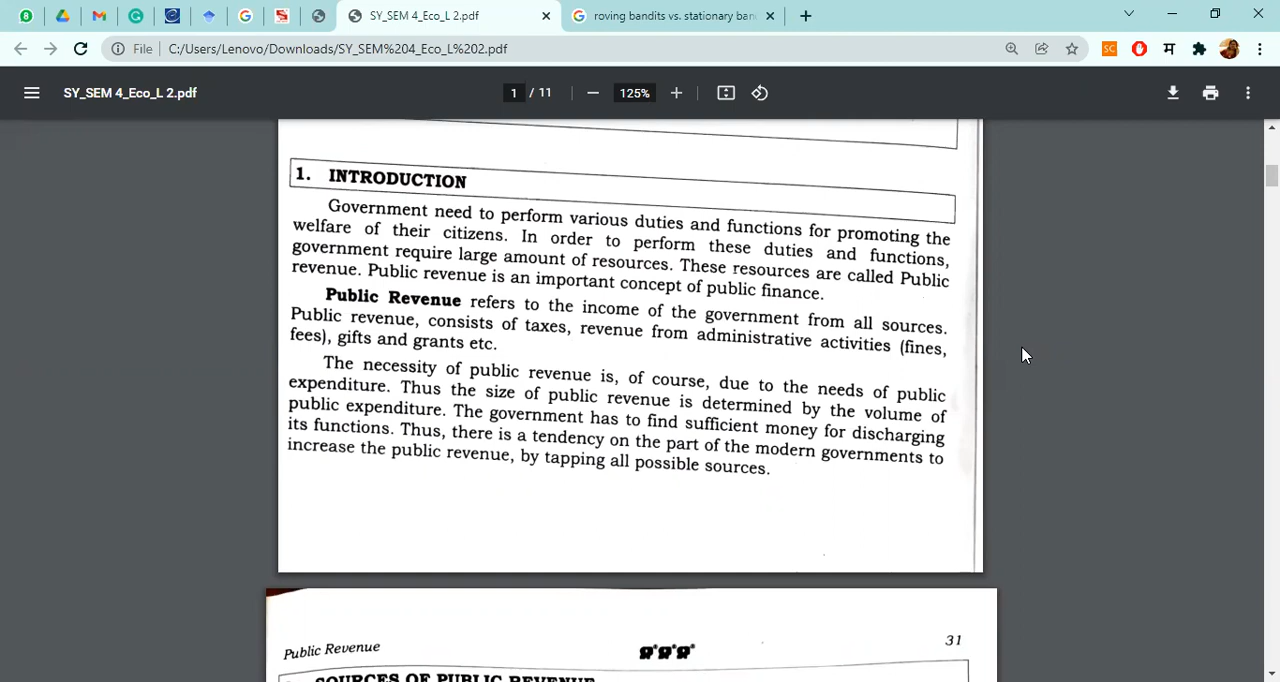 8
SY_SEM 4_Eco_L 2.pdf
roving bandits vs. stationary ban
File
C:/Users/Lenovo/Downloads/SY_SEM%204_Eco_L%202.pdf
SC
म
SY_SEM 4_Eco_L 2.pdf
1 / 11
125%
1. INTRODUCTION
Government need to perform various duties and functions for promoting the
welfare of their citizens. In order to perform these duties and functions,
government require large amount of resources. These resources are called Public
revenue. Public revenue is an important concept of public finance.
Public Revenue refers to the income of the government from all sources.
Public revenue, consists of taxes, revenue from administrative activities (fines,
fees), gifts and grants etc.
The necessity of public revenue is, of course, due to the needs of public
expenditure. Thus the size of public revenue is determined by the volume of
public expenditure. The government has to find sufficient money for discharging
its functions. Thus, there is a tendency on the part of the modern governments to
increase the public revenue, by tapping all possible sources.
Public Revenue
31
SOURCES OF PUBLIC REVENUE